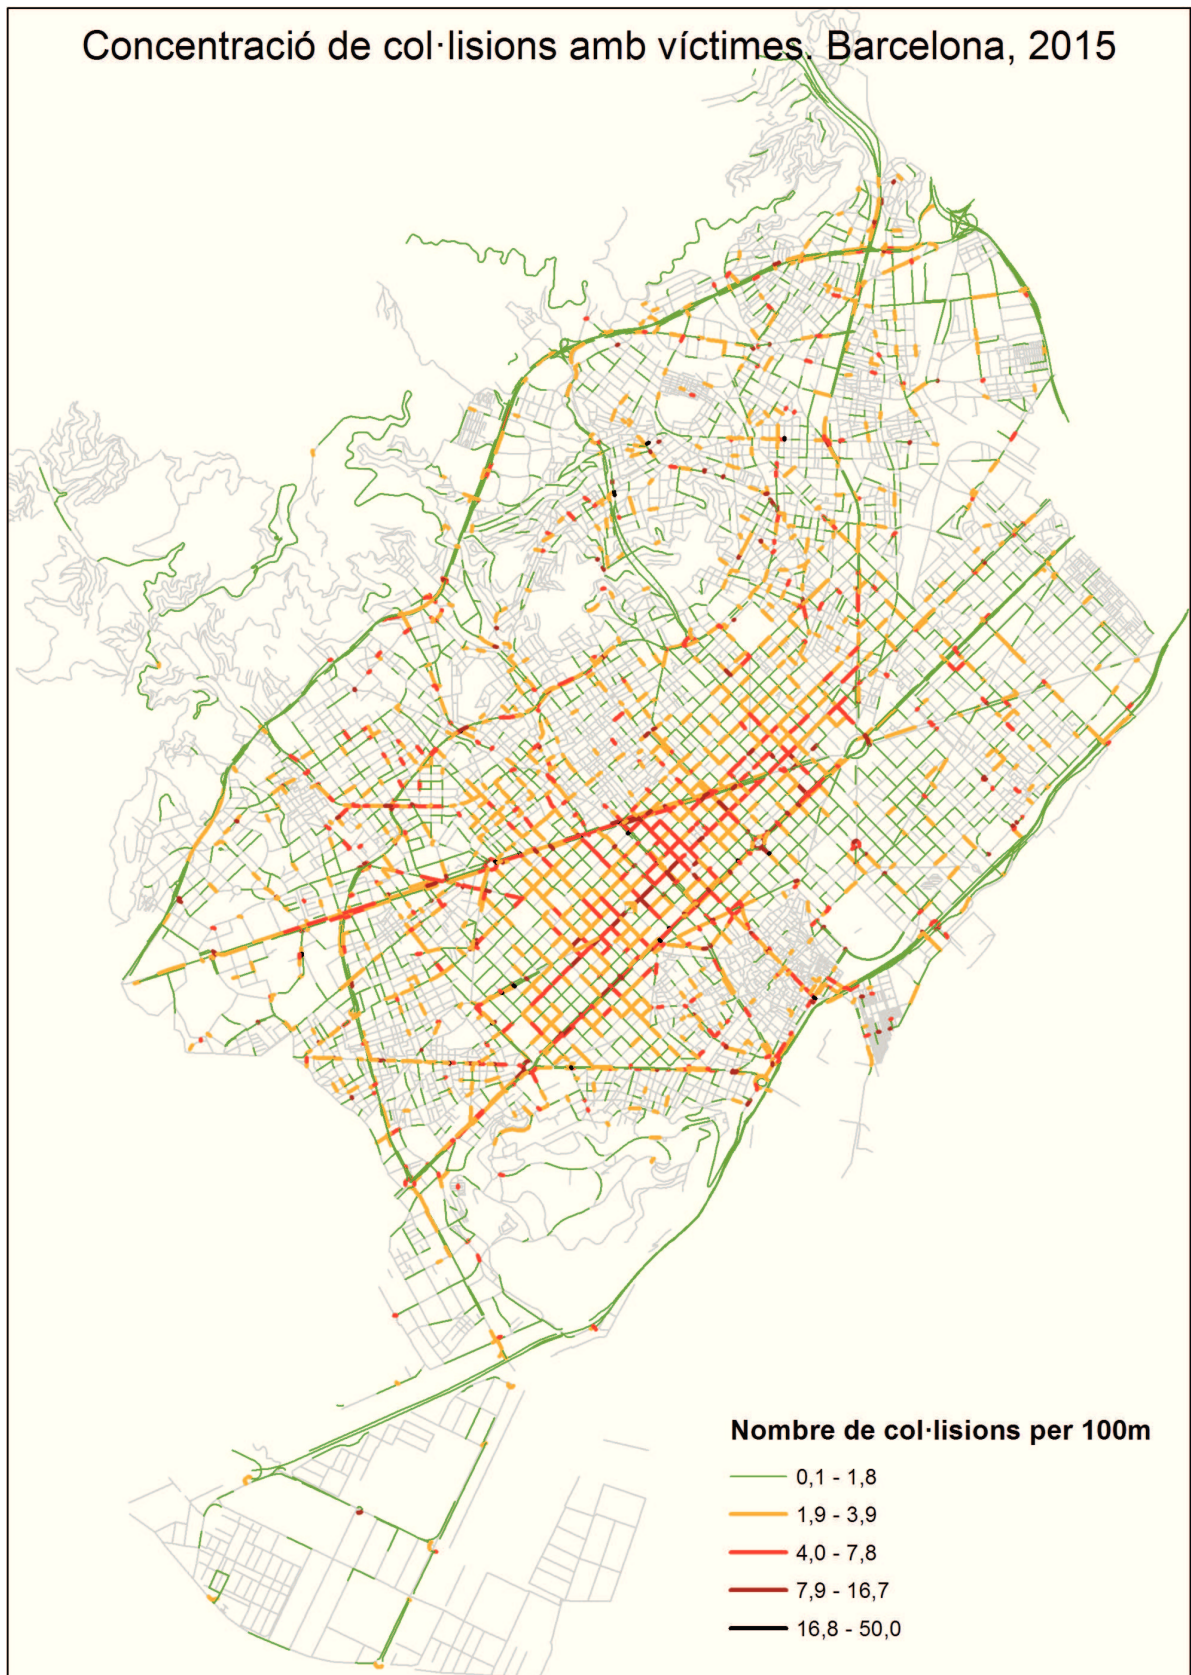 Concentració de col·lisions amb víctimes. Barcelona, 2015
Nombre de col·lisions per 100m
0,1 - 1,8
1,9 - 3,9
4,0 - 7,8
7,9 - 16,7
16,8 - 50,0